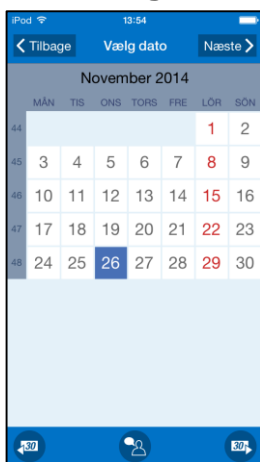 iPod 13:54
Tilbage Vælg dato Næste
November 2014
MÅN TIS ONS TORS FRE LÖR SÖN
44 1 2
45 3 4 5 6 7 8 9
46 10 11 12 13 14 15 16
47 17 18 19 20 21 22 23
48 24 25 26 27 28 29 30
30 30